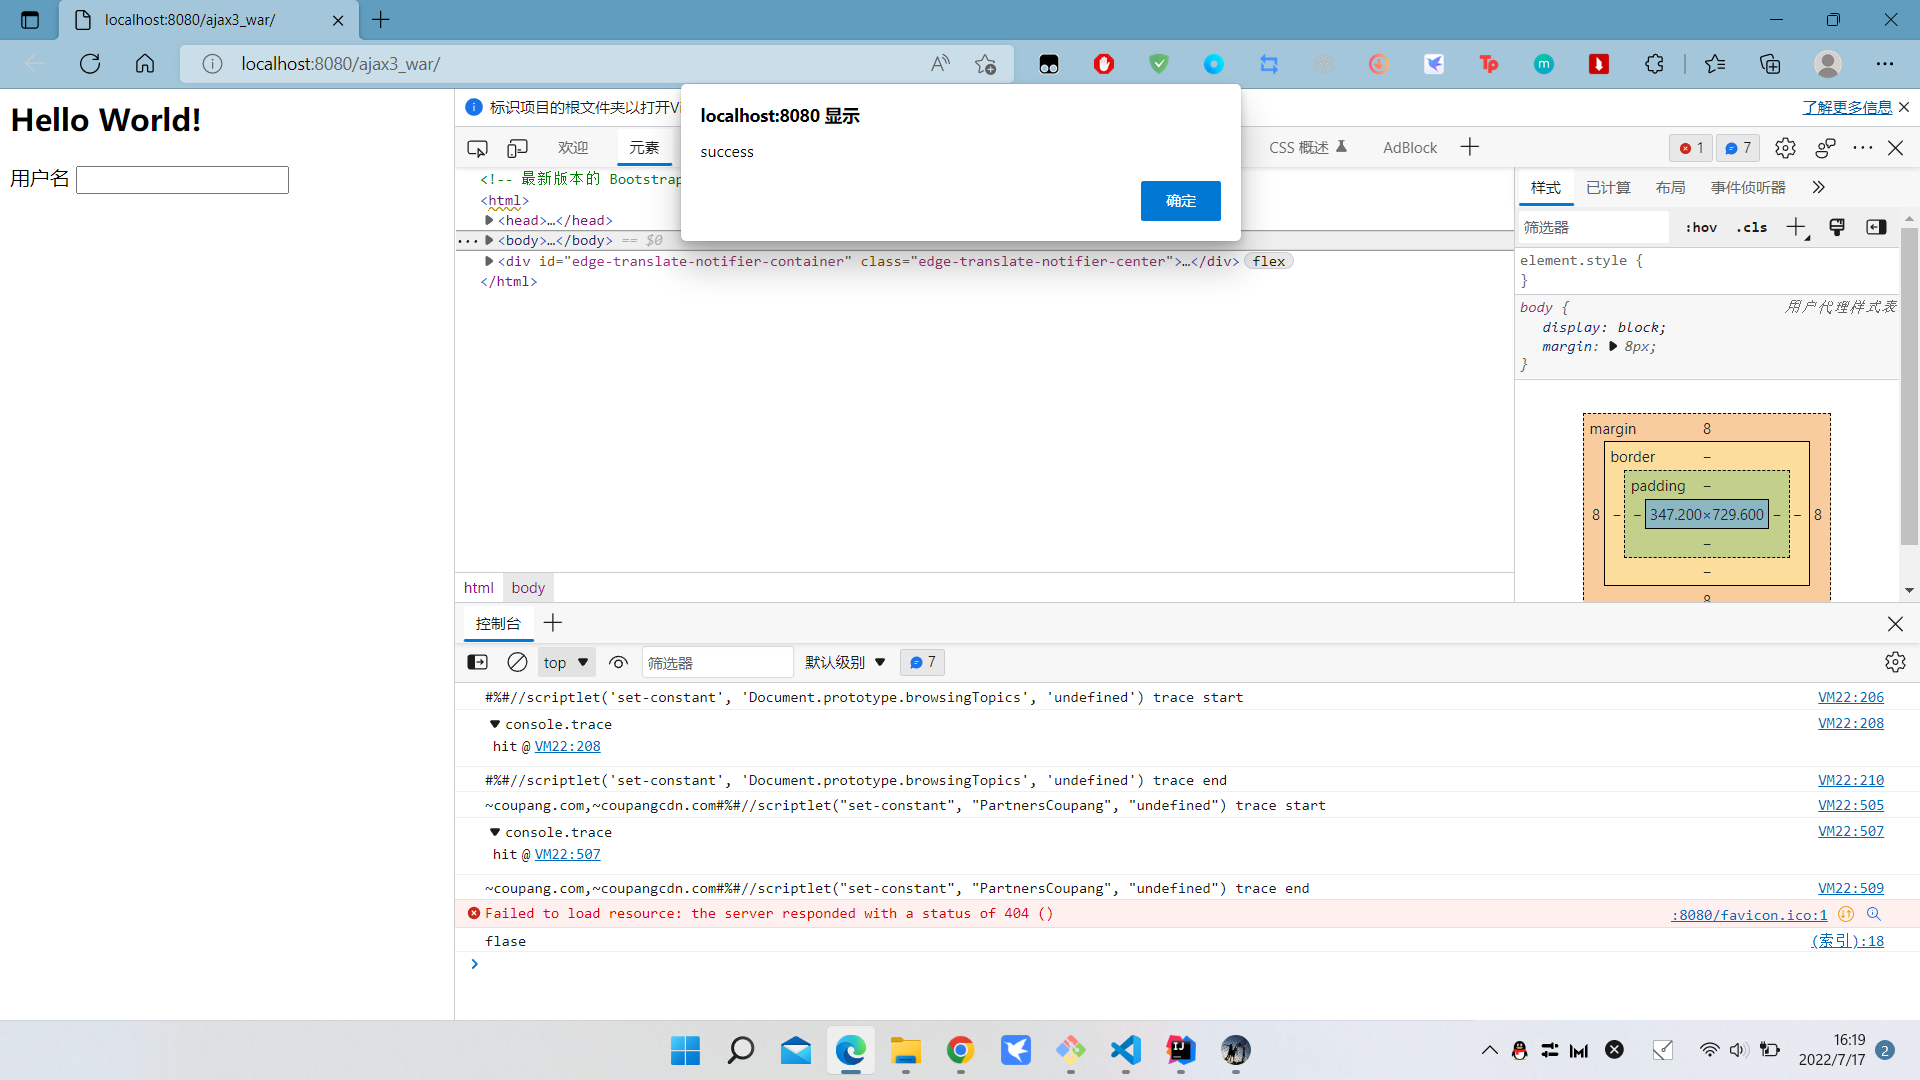 localhost:8080/ajax3_war/
localhost:8080/ajax3_war/
Hello World!
用户名
标识项目的根文件夹以打开Vi
了解更多信息
localhost:8080 显示
success
确定
欢迎
元素
CSS 概述
AdBlock
1
7
<!-- 最新版本的 Bootstrap
<html>
<head>…</head>
<body>…</body> == $0
<div id="edge-translate-notifier-container" class="edge-translate-notifier-center">…</div> flex
</html>
html body
样式 已计算 布局 事件侦听器
筛选器 :hov .cls
element.style {
}
body { 用户代理样式表
display: block;
margin: 8px;
}
margin 8
border –
padding –
8 – – 347.200×729.600 – – 8
–
–
8
控制台
top 筛选器 默认级别 7
#%#//scriptlet('set-constant', 'Document.prototype.browsingTopics', 'undefined') trace start VM22:206
console.trace VM22:208
hit @ VM22:208
#%#//scriptlet('set-constant', 'Document.prototype.browsingTopics', 'undefined') trace end VM22:210
~coupang.com,~coupangcdn.com#%#//scriptlet("set-constant", "PartnersCoupang", "undefined") trace start VM22:505
console.trace VM22:507
hit @ VM22:507
~coupang.com,~coupangcdn.com#%#//scriptlet("set-constant", "PartnersCoupang", "undefined") trace end VM22:509
Failed to load resource: the server responded with a status of 404 () :8080/favicon.ico:1
flase (索引):18
16:19
2022/7/17
2